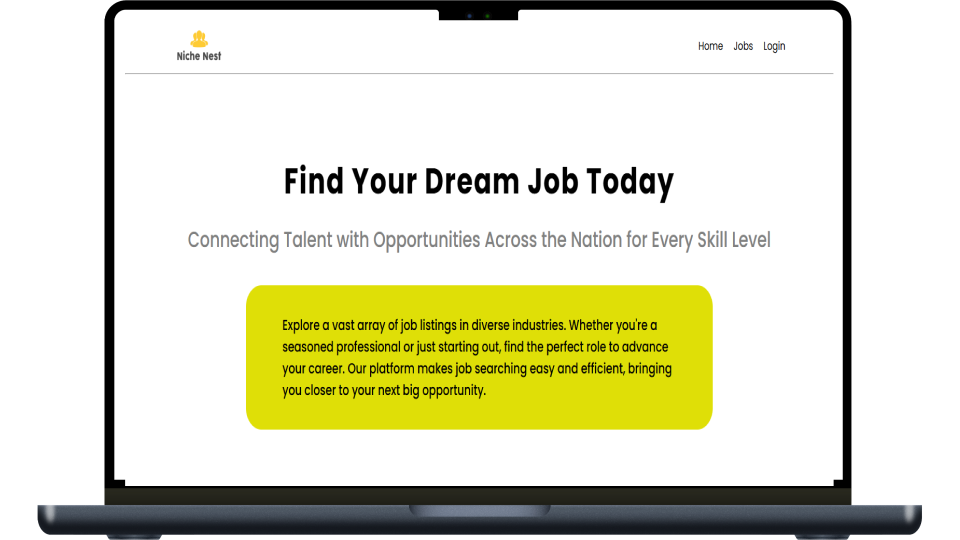 Niche Nest
Home Jobs Login
Find Your Dream Job Today
Connecting Talent with Opportunities Across the Nation for Every Skill Level
Explore a vast array of job listings in diverse industries. Whether you're a
seasoned professional or just starting out, find the perfect role to advance
your career. Our platform makes job searching easy and efficient, bringing
you closer to your next big opportunity.